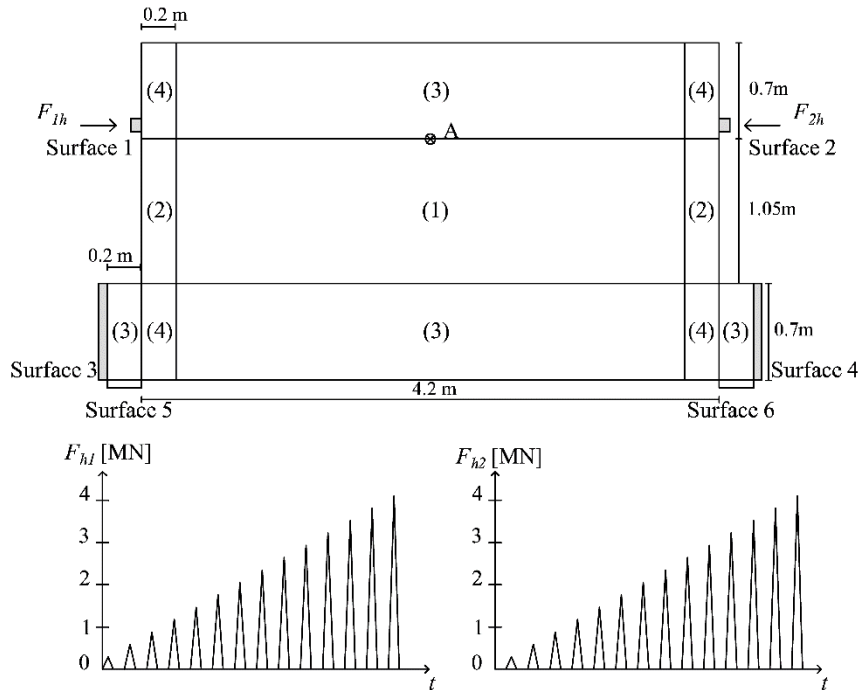 0.2 m
(4) (3) (4) 0.7m
F1h F2h
A
Surface 1 Surface 2
(2) (1) (2) 1.05m
0.2 m
(3) (4) (3) (4) (3) 0.7m
Surface 3 Surface 4
4.2 m
Surface 5 Surface 6
Fh1 [MN] Fh2 [MN]
4 4
3 3
2 2
1 1
0 0
t t